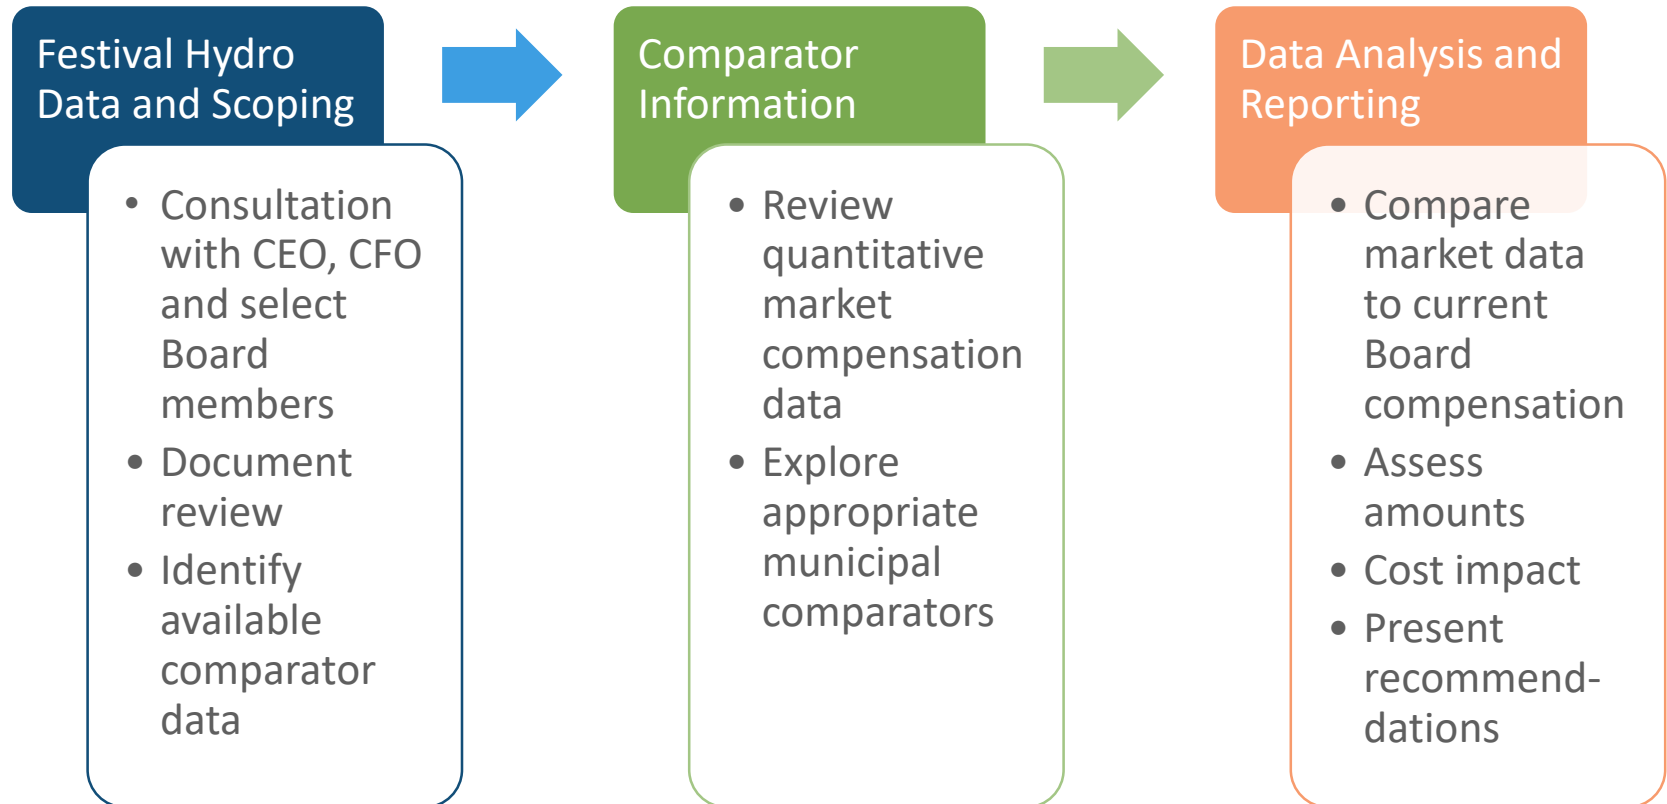 Festival Hydro
Data and Scoping
• Consultation
with CEO, CFO
and select
Board
members
• Document
review
• Identify
available
comparator
data
Comparator
Information
• Review
quantitative
market
compensation
data
• Explore
appropriate
municipal
comparators
Data Analysis and
Reporting
• Compare
market data
to current
Board
compensation
• Assess
amounts
• Cost impact
• Present
recommend-
dations